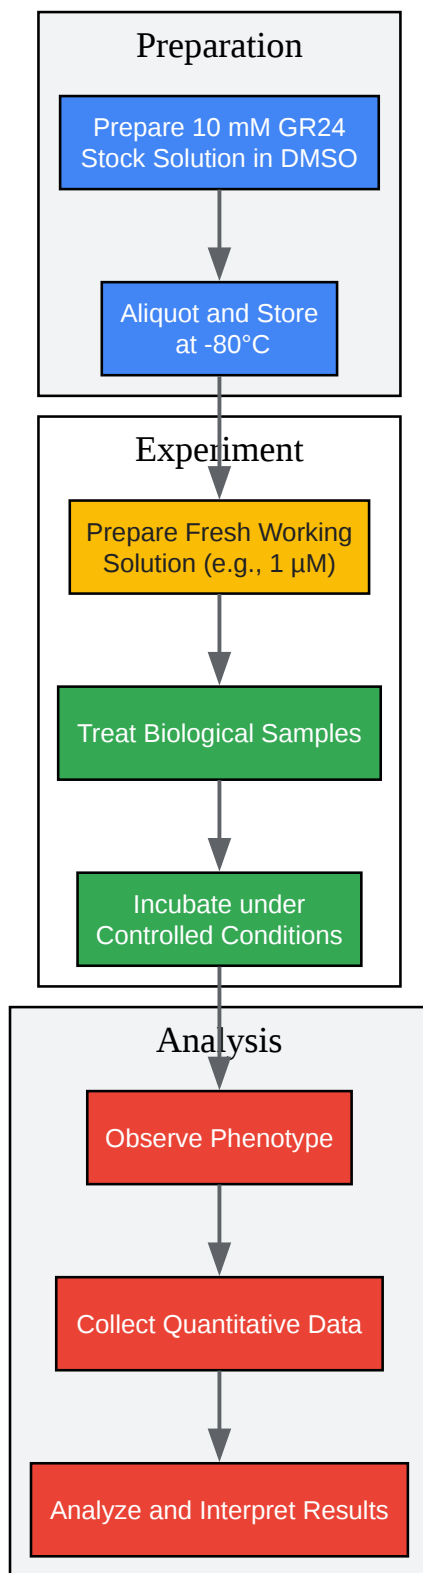 Preparation
Prepare 10 mM GR24
Stock Solution in DMSO
Aliquot and Store
at -80°C
Experiment
Prepare Fresh Working
Solution (e.g., 1 µM)
Treat Biological Samples
Incubate under
Controlled Conditions
Analysis
Observe Phenotype
Collect Quantitative Data
Analyze and Interpret Results